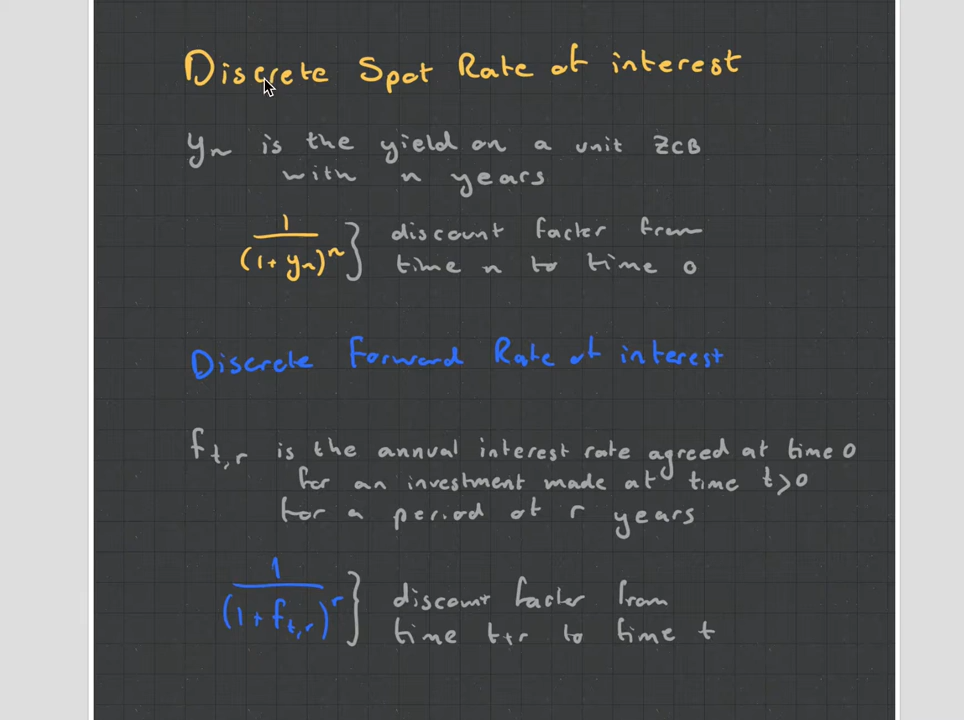 Discrete Spot Rate of interest
yn is the yield on a unit ZCB
with n years
1/(1+yn)^n } discount factor from
time n to time 0
Discrete Forward Rate of interest
ft,r is the annual interest rate agreed at time 0
for an investment made at time t>0
for a period of r years
1/(1+ft,r)^r } discount factor from
time t+r to time t